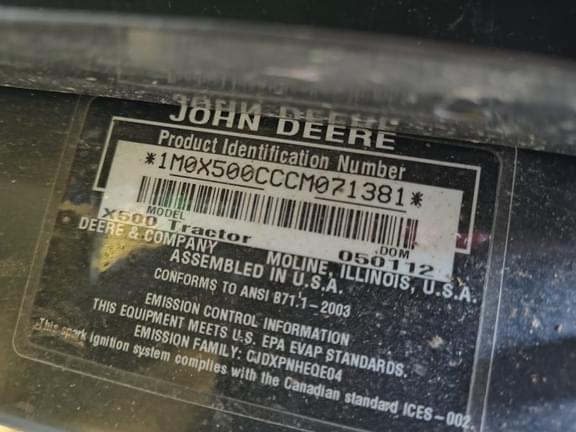 JOHN DEERE
Product Identification Number
*1M0X500CCCM071381*
MODEL
X500 Tractor
DOM
050112
DEERE & COMPANY MOLINE, ILLINOIS, U.S.A.
ASSEMBLED IN U.S.A.
CONFORMS TO ANSI B71.1-2003
EMISSION CONTROL INFORMATION
THIS EQUIPMENT MEETS U.S. EPA EVAP STANDARDS.
EMISSION FAMILY: CJDXPNHEQE04
This spark ignition system complies with the Canadian standard ICES-002.